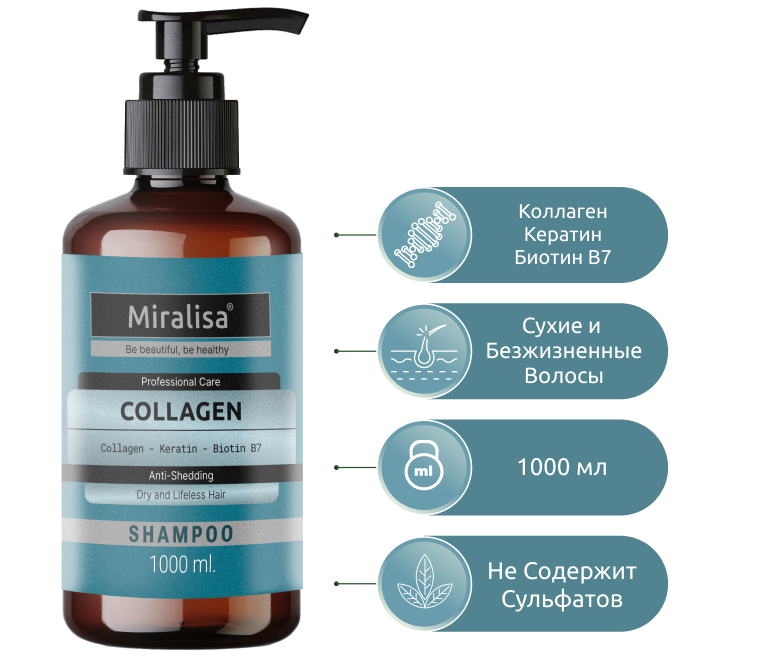 Miralisa®
Be beautiful, be healthy
Professional Care
COLLAGEN
Collagen - Keratin - Biotin B7
Anti-Shedding
Dry and Lifeless Hair
SHAMPOO
1000 ml.
Коллаген
Кератин
Биотин В7
Сухие и
Безжизненные
Волосы
ml
1000 мл
Не Содержит
Сульфатов